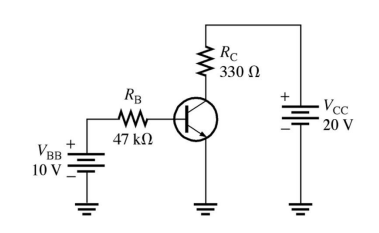 R_C
330 Ω
R_B
47 kΩ
+
V_CC
−
20 V
V_BB +
10 V −